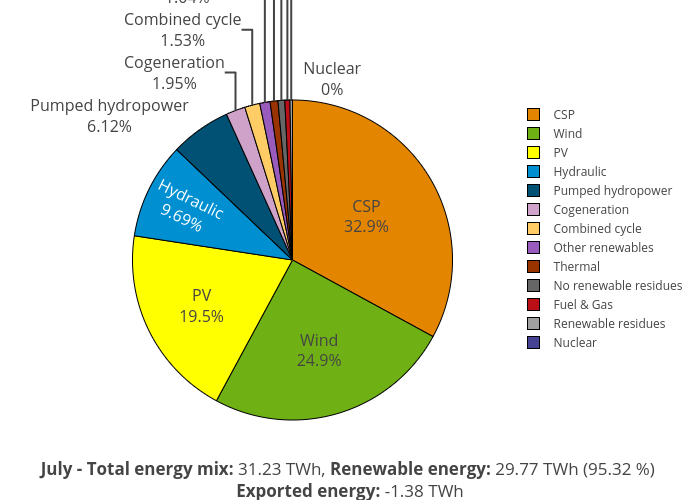 1.04%
Combined cycle
1.53%
Cogeneration
1.95%
Nuclear
0%
Pumped hydropower
6.12%
Hydraulic
9.69%
CSP
32.9%
PV
19.5%
Wind
24.9%
CSP
Wind
PV
Hydraulic
Pumped hydropower
Cogeneration
Combined cycle
Other renewables
Thermal
No renewable residues
Fuel & Gas
Renewable residues
Nuclear
July - Total energy mix: 31.23 TWh, Renewable energy: 29.77 TWh (95.32 %)
Exported energy: -1.38 TWh